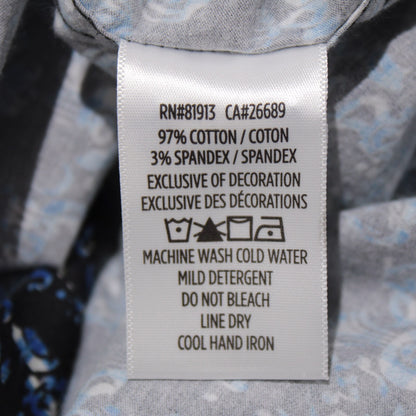 RN#81913 CA#26689
97% COTTON / COTON
3% SPANDEX / SPANDEX
EXCLUSIVE OF DECORATION
EXCLUSIVE DES DÉCORATIONS
MACHINE WASH COLD WATER
MILD DETERGENT
DO NOT BLEACH
LINE DRY
COOL HAND IRON